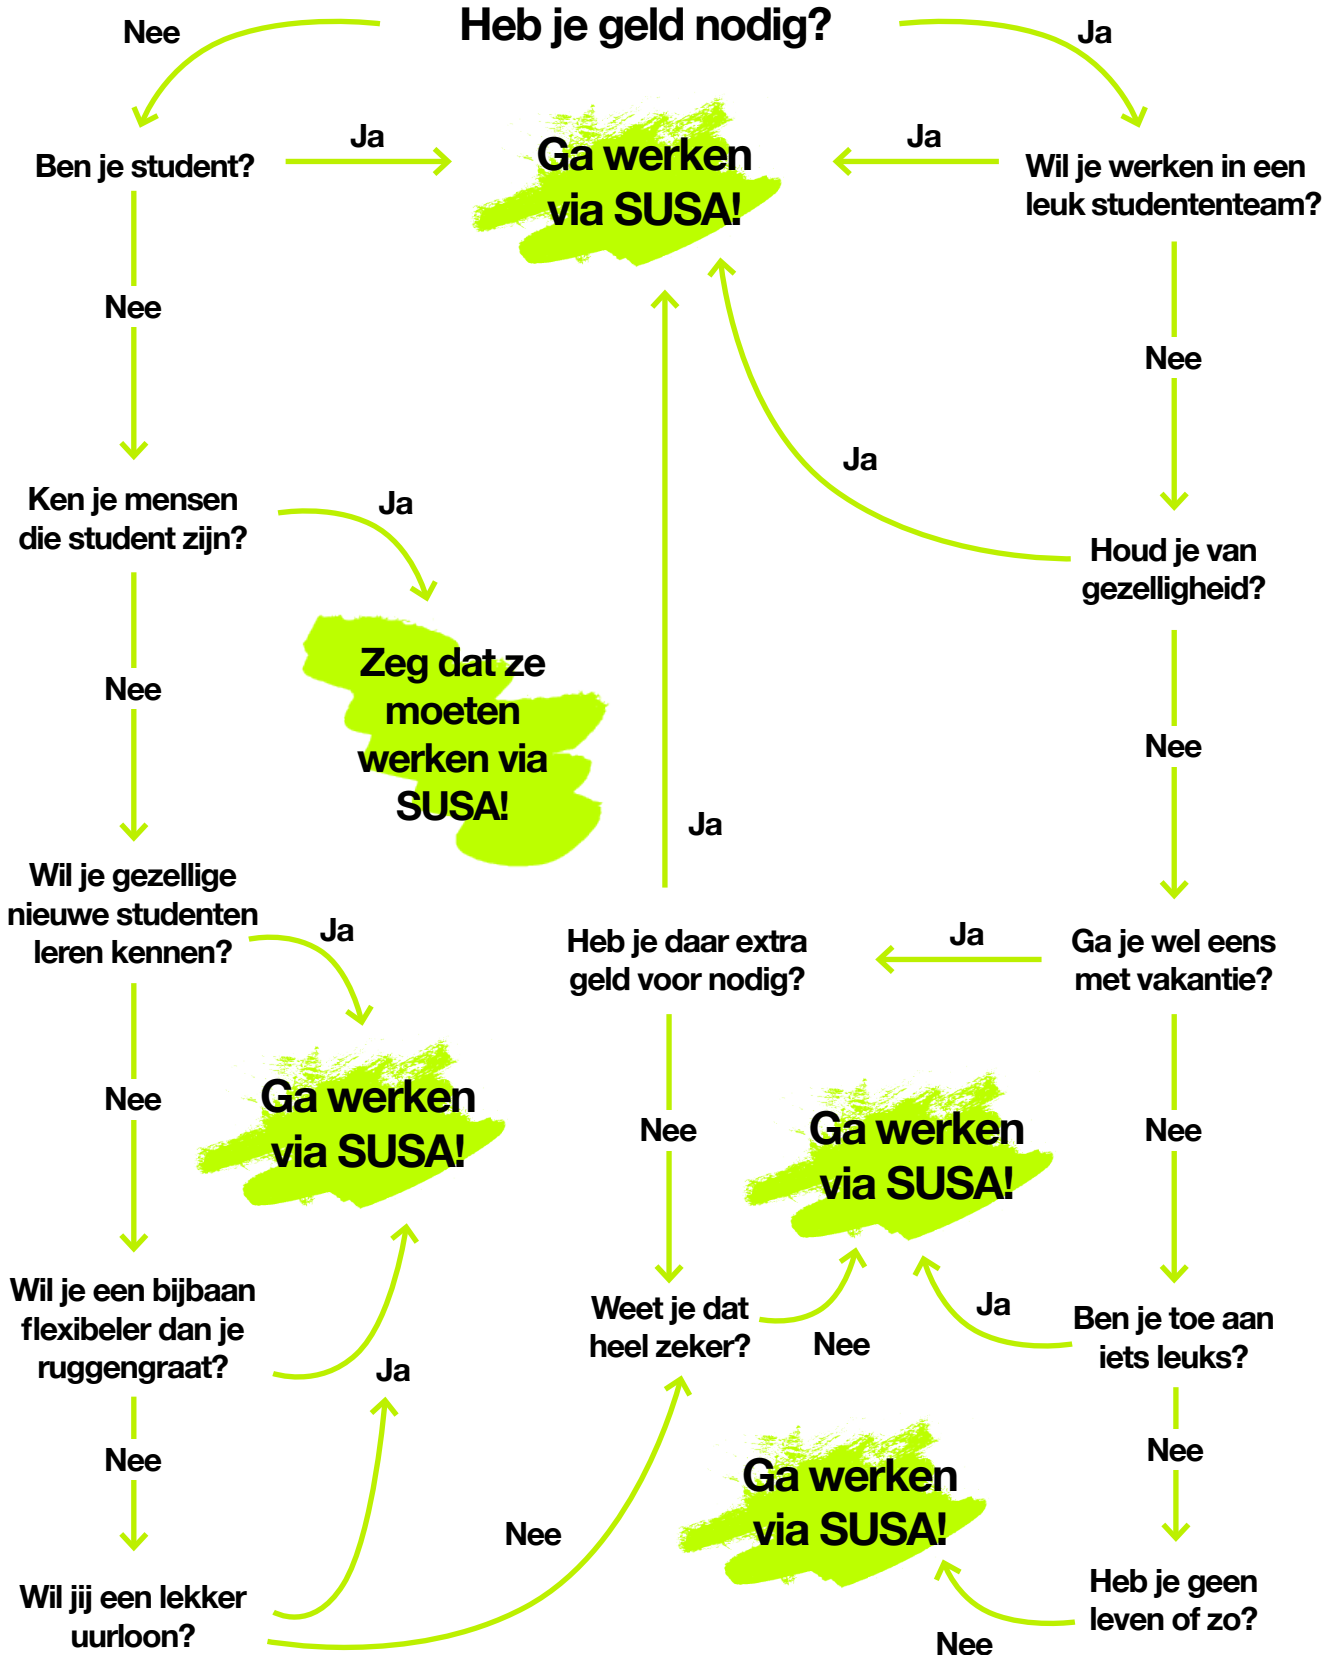 Heb je geld nodig?
Nee
Ja
Ben je student?
Ja
Ga werken
via SUSA!
Ja
Wil je werken in een
leuk studententeam?
Nee
Nee
Ja
Ken je mensen
die student zijn?
Ja
Houd je van
gezelligheid?
Zeg dat ze
moeten
werken via
SUSA!
Nee
Nee
Ja
Wil je gezellige
nieuwe studenten
leren kennen?
Ja
Heb je daar extra
geld voor nodig?
Ja
Ga je wel eens
met vakantie?
Nee
Ga werken
via SUSA!
Nee
Ga werken
via SUSA!
Nee
Wil je een bijbaan
flexibeler dan je
ruggengraat?
Ja
Weet je dat
heel zeker?
Nee
Ja
Ben je toe aan
iets leuks?
Nee
Nee
Ga werken
via SUSA!
Nee
Wil jij een lekker
uurloon?
Heb je geen
leven of zo?
Nee